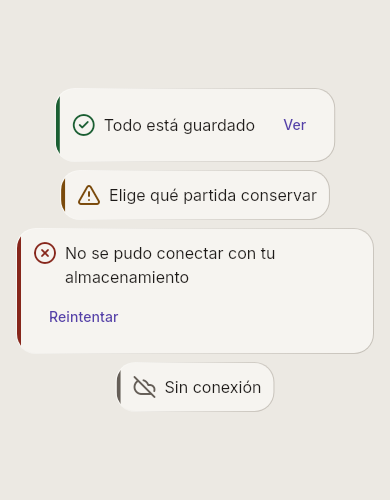 Todo está guardado Ver
Elige qué partida conservar
No se pudo conectar con tu
almacenamiento
Reintentar
Sin conexión